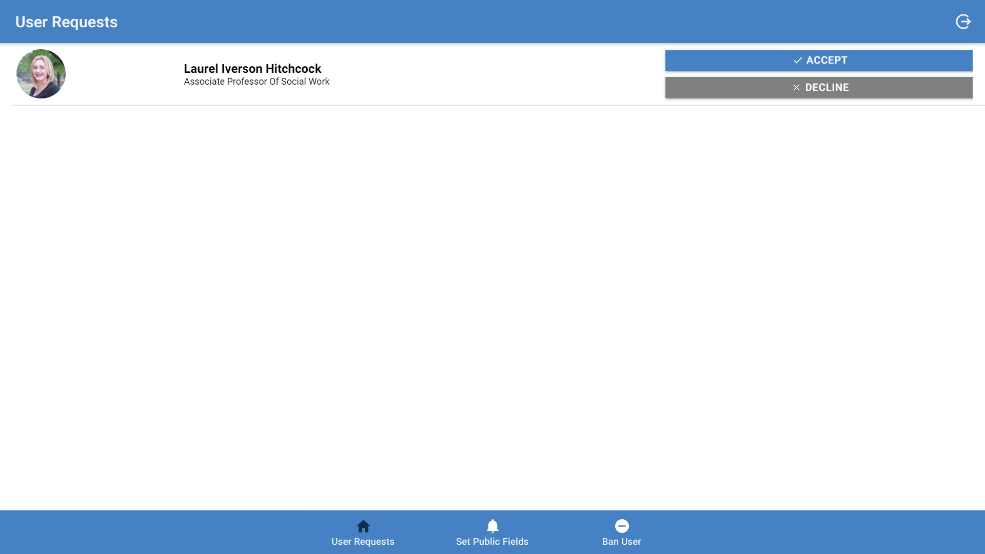 User Requests
Laurel Iverson Hitchcock
Associate Professor Of Social Work
ACCEPT
DECLINE
User Requests
Set Public Fields
Ban User